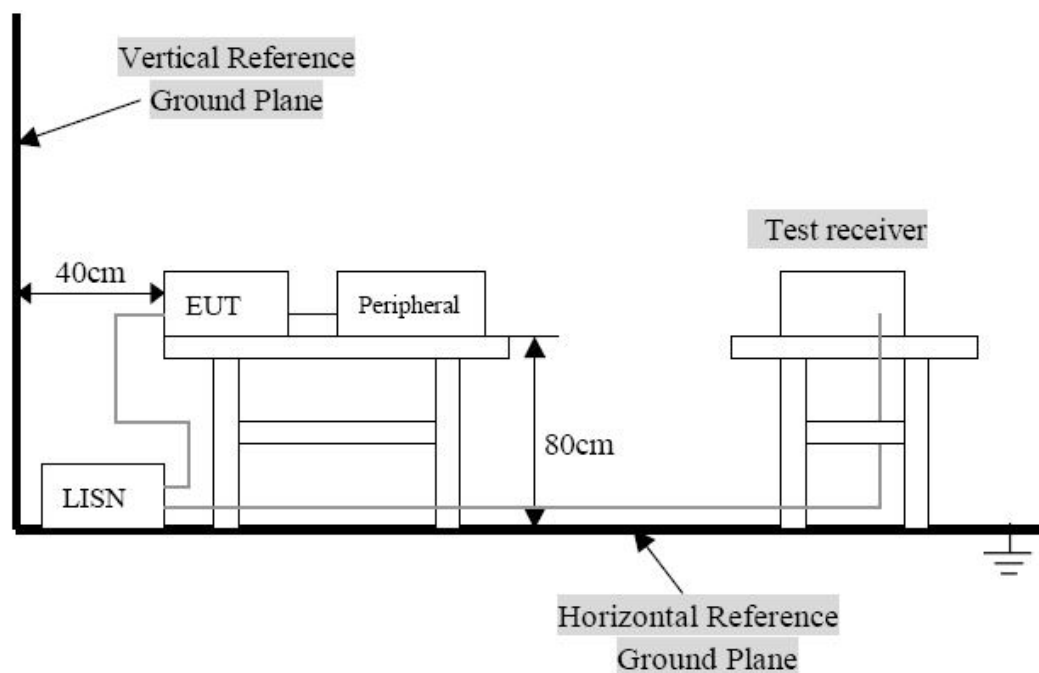 Vertical Reference
Ground Plane
Test receiver
40cm
EUT
Peripheral
80cm
LISN
Horizontal Reference
Ground Plane